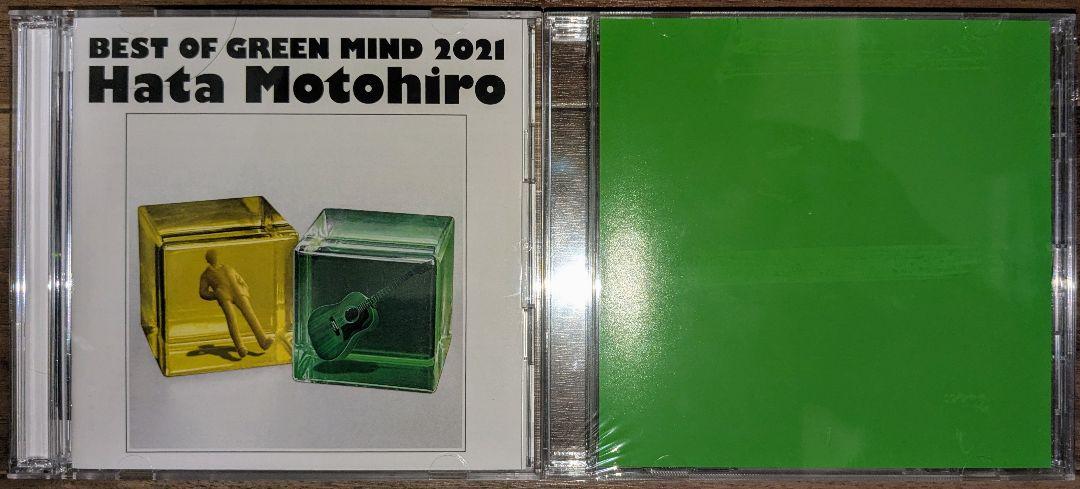 BEST OF GREEN MIND 2021
Hata Motohiro